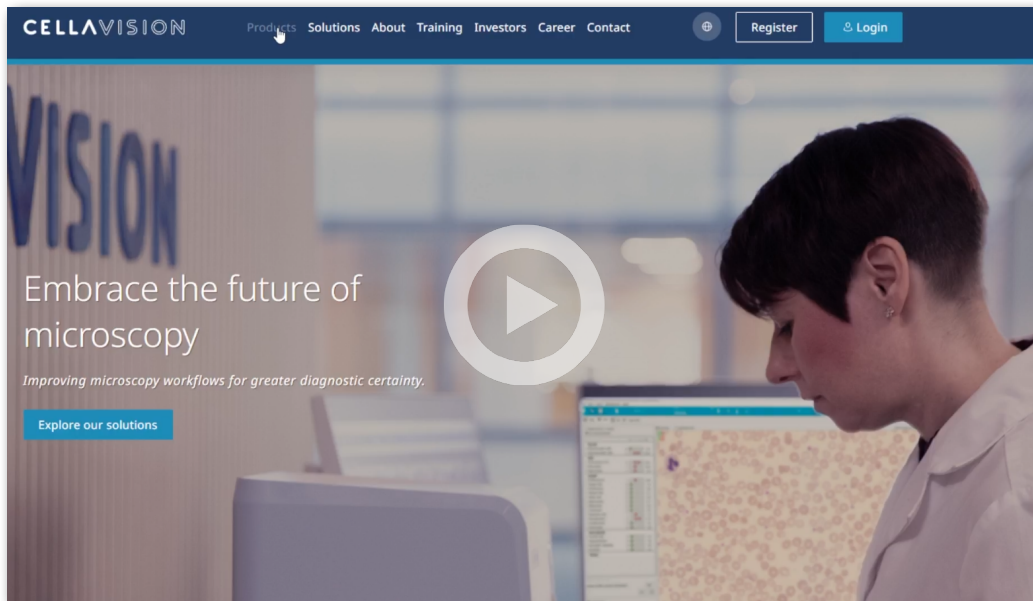 CELLAVISION
Products Solutions About Training Investors Career Contact
Register
Login
VISION
Embrace the future of
microscopy
Improving microscopy workflows for greater diagnostic certainty.
Explore our solutions